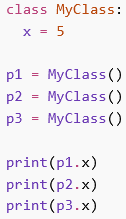 class MyClass:
  x = 5

p1 = MyClass()
p2 = MyClass()
p3 = MyClass()

print(p1.x)
print(p2.x)
print(p3.x)